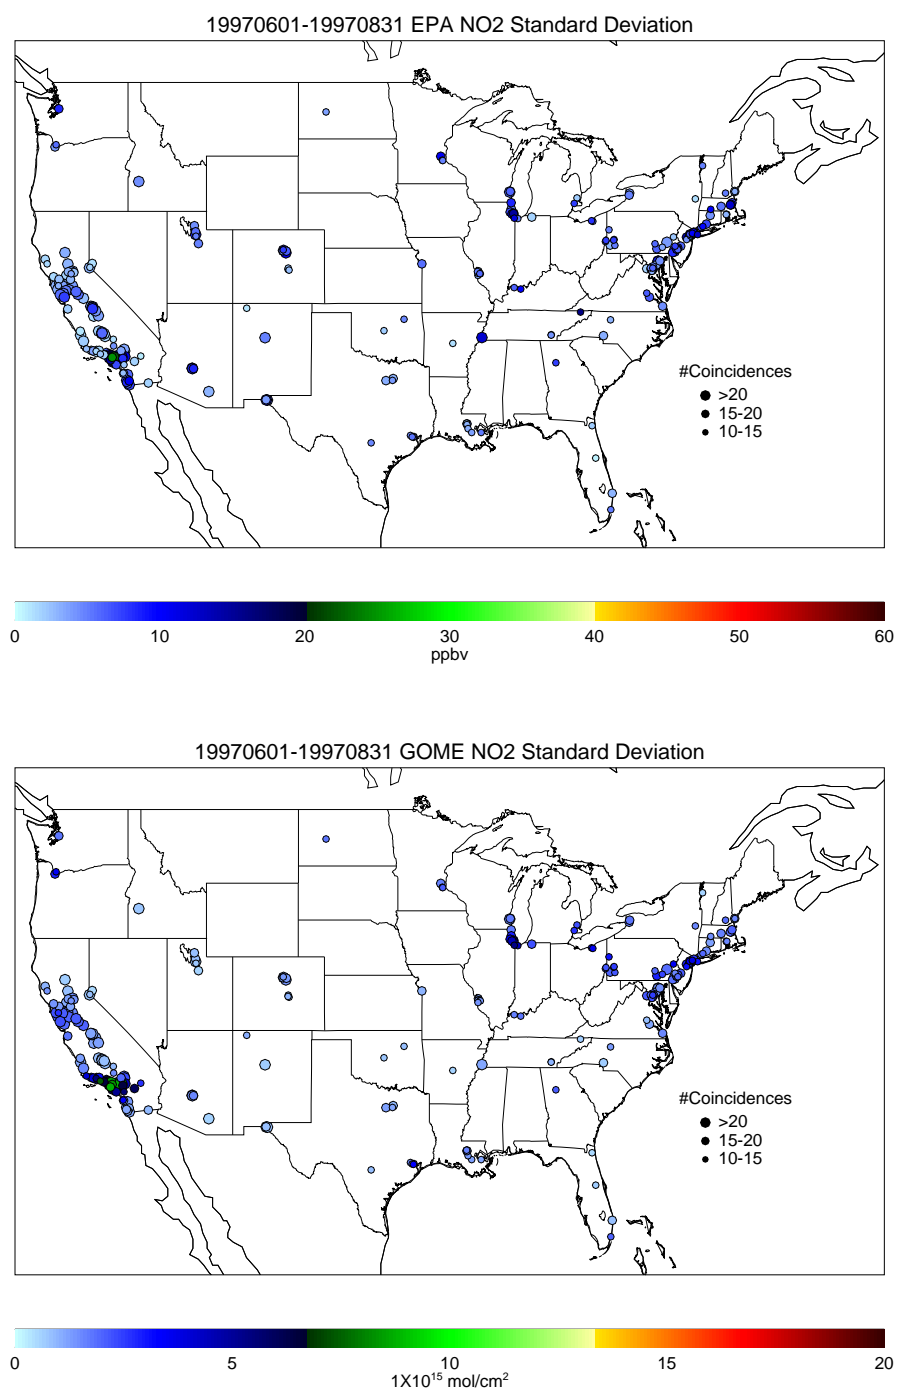 19970601-19970831 EPA NO2 Standard Deviation
#Coincidences
>20
15-20
10-15
0 10 20 30 40 50 60
ppbv
19970601-19970831 GOME NO2 Standard Deviation
#Coincidences
>20
15-20
10-15
0 5 10 15 20
1X10¹⁵ mol/cm²